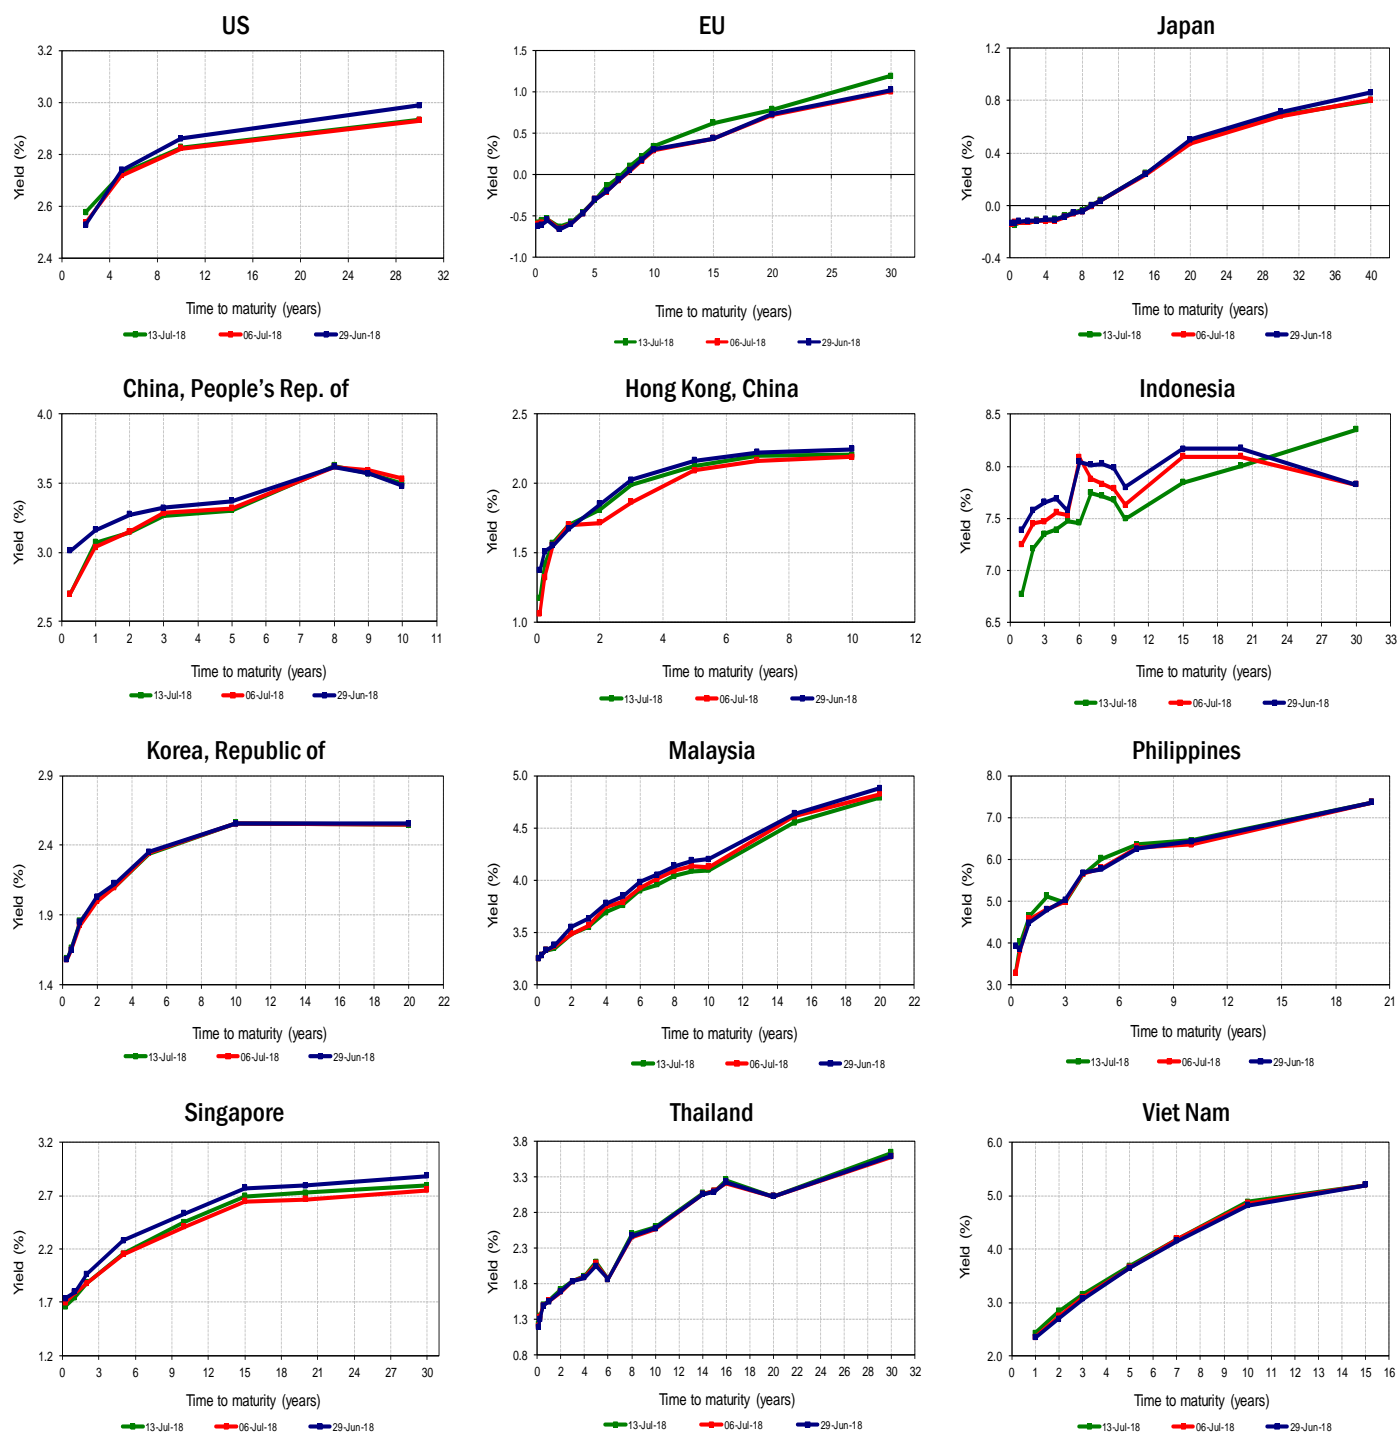 US
EU
Japan
3.2
3.0
2.8
2.6
2.4
Yield (%)
0 4 8 12 16 20 24 28 32
Time to maturity (years)
13-Jul-18 06-Jul-18 29-Jun-18
1.5
1.0
0.5
0.0
-0.5
-1.0
Yield (%)
0 5 10 15 20 25 30
Time to maturity (years)
13-Jul-18 06-Jul-18 29-Jun-18
1.2
0.8
0.4
0.0
-0.4
Yield (%)
0 4 8 12 16 20 24 28 32 36 40
Time to maturity (years)
13-Jul-18 06-Jul-18 29-Jun-18
China, People's Rep. of
Hong Kong, China
Indonesia
4.0
3.5
3.0
2.5
Yield (%)
0 1 2 3 4 5 6 7 8 9 10 11
Time to maturity (years)
13-Jul-18 06-Jul-18 29-Jun-18
2.5
2.0
1.5
1.0
Yield (%)
0 2 4 6 8 10 12
Time to maturity (years)
13-Jul-18 06-Jul-18 29-Jun-18
8.5
8.0
7.5
7.0
6.5
Yield (%)
0 3 6 9 12 15 18 21 24 27 30 33
Time to maturity (years)
13-Jul-18 06-Jul-18 29-Jun-18
Korea, Republic of
Malaysia
Philippines
2.9
2.4
1.9
1.4
Yield (%)
0 2 4 6 8 10 12 14 16 18 20 22
Time to maturity (years)
13-Jul-18 06-Jul-18 29-Jun-18
5.0
4.5
4.0
3.5
3.0
Yield (%)
0 2 4 6 8 10 12 14 16 18 20 22
Time to maturity (years)
13-Jul-18 06-Jul-18 29-Jun-18
8.0
7.0
6.0
5.0
4.0
3.0
Yield (%)
0 3 6 9 12 15 18 21
Time to maturity (years)
13-Jul-18 06-Jul-18 29-Jun-18
Singapore
Thailand
Viet Nam
3.2
2.7
2.2
1.7
1.2
Yield (%)
0 3 6 9 12 15 18 21 24 27 30
Time to maturity (years)
13-Jul-18 06-Jul-18 29-Jun-18
3.8
3.3
2.8
2.3
1.8
1.3
0.8
Yield (%)
0 2 4 6 8 10 12 14 16 18 20 22 24 26 28 30 32
Time to maturity (years)
13-Jul-18 06-Jul-18 29-Jun-18
6.0
5.0
4.0
3.0
2.0
Yield (%)
0 1 2 3 4 5 6 7 8 9 10 11 12 13 14 15 16
Time to maturity (years)
13-Jul-18 06-Jul-18 29-Jun-18